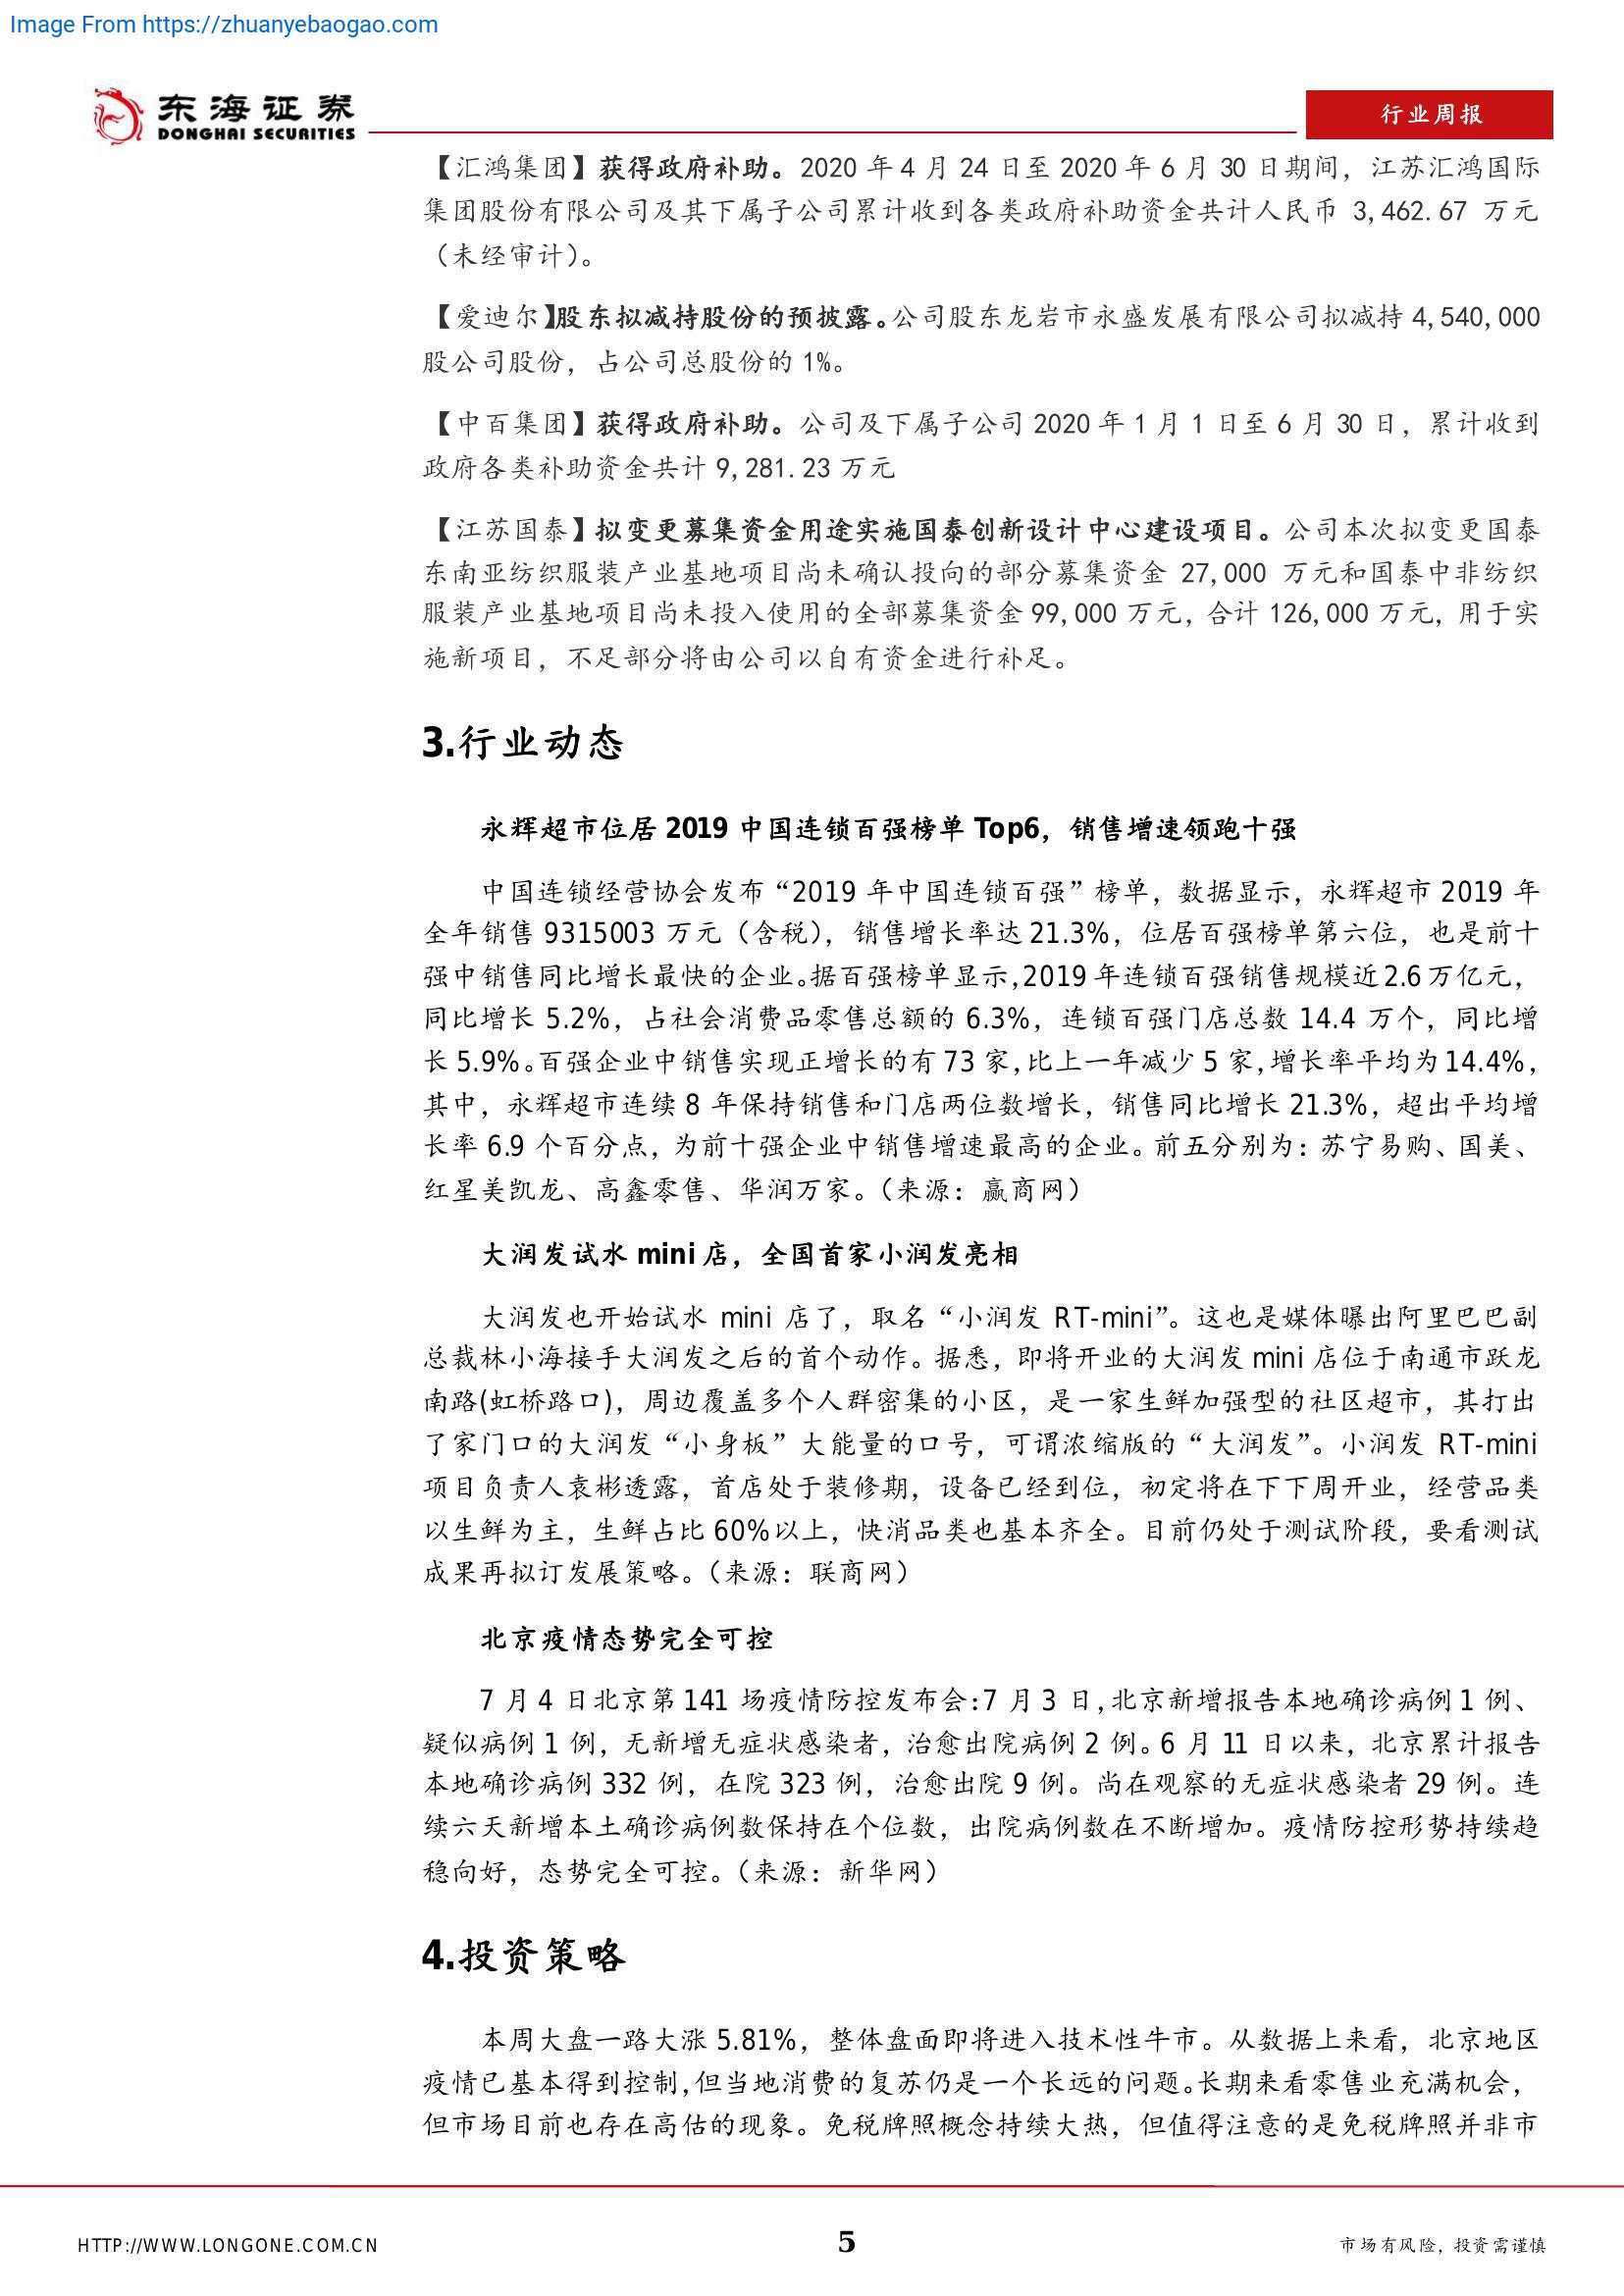 Image From https://zhuanyebaogao.com
东海证券
DONGHAI SECURITIES
行业周报
【汇鸿集团】获得政府补助。2020 年 4 月 24 日至 2020 年 6 月 30 日期间，江苏汇鸿国际
集团股份有限公司及其下属子公司累计收到各类政府补助资金共计人民币 3,462.67 万元
（未经审计）。
【爱迪尔】股东拟减持股份的预披露。公司股东龙岩市永盛发展有限公司拟减持 4,540,000
股公司股份，占公司总股份的 1%。
【中百集团】获得政府补助。公司及下属子公司 2020 年 1 月 1 日至 6 月 30 日，累计收到
政府各类补助资金共计 9,281.23 万元
【江苏国泰】拟变更募集资金用途实施国泰创新设计中心建设项目。公司本次拟变更国泰
东南亚纺织服装产业基地项目尚未确认投向的部分募集资金 27,000 万元和国泰中非纺织
服装产业基地项目尚未投入使用的全部募集资金 99,000 万元，合计 126,000 万元，用于实
施新项目，不足部分将由公司以自有资金进行补足。
3.行业动态
永辉超市位居 2019 中国连锁百强榜单 Top6，销售增速领跑十强
中国连锁经营协会发布“2019 年中国连锁百强”榜单，数据显示，永辉超市 2019 年
全年销售 9315003 万元（含税），销售增长率达 21.3%，位居百强榜单第六位，也是前十
强中销售同比增长最快的企业。据百强榜单显示，2019 年连锁百强销售规模近 2.6 万亿元，
同比增长 5.2%，占社会消费品零售总额的 6.3%，连锁百强门店总数 14.4 万个，同比增
长 5.9%。百强企业中销售实现正增长的有 73 家，比上一年减少 5 家，增长率平均为 14.4%，
其中，永辉超市连续 8 年保持销售和门店两位数增长，销售同比增长 21.3%，超出平均增
长率 6.9 个百分点，为前十强企业中销售增速最高的企业。前五分别为：苏宁易购、国美、
红星美凯龙、高鑫零售、华润万家。（来源：赢商网）
大润发试水 mini 店，全国首家小润发亮相
大润发也开始试水 mini 店了，取名“小润发 RT-mini”。这也是媒体曝出阿里巴巴副
总裁林小海接手大润发之后的首个动作。据悉，即将开业的大润发 mini 店位于南通市跃龙
南路(虹桥路口)，周边覆盖多个人群密集的小区，是一家生鲜加强型的社区超市，其打出
了家门口的大润发“小身板”大能量的口号，可谓浓缩版的“大润发”。小润发 RT-mini
项目负责人袁彬透露，首店处于装修期，设备已经到位，初定将在下下周开业，经营品类
以生鲜为主，生鲜占比 60%以上，快消品类也基本齐全。目前仍处于测试阶段，要看测试
成果再拟订发展策略。（来源：联商网）
北京疫情态势完全可控
7 月 4 日北京第 141 场疫情防控发布会:7 月 3 日，北京新增报告本地确诊病例 1 例、
疑似病例 1 例，无新增无症状感染者，治愈出院病例 2 例。6 月 11 日以来，北京累计报告
本地确诊病例 332 例，在院 323 例，治愈出院 9 例。尚在观察的无症状感染者 29 例。连
续六天新增本土确诊病例数保持在个位数，出院病例数在不断增加。疫情防控形势持续趋
稳向好，态势完全可控。（来源：新华网）
4.投资策略
本周大盘一路大涨 5.81%，整体盘面即将进入技术性牛市。从数据上来看，北京地区
疫情已基本得到控制，但当地消费的复苏仍是一个长远的问题。长期来看零售业充满机会，
但市场目前也存在高估的现象。免税牌照概念持续大热，但值得注意的是免税牌照并非市
HTTP://WWW.LONGONE.COM.CN
5
市场有风险，投资需谨慎